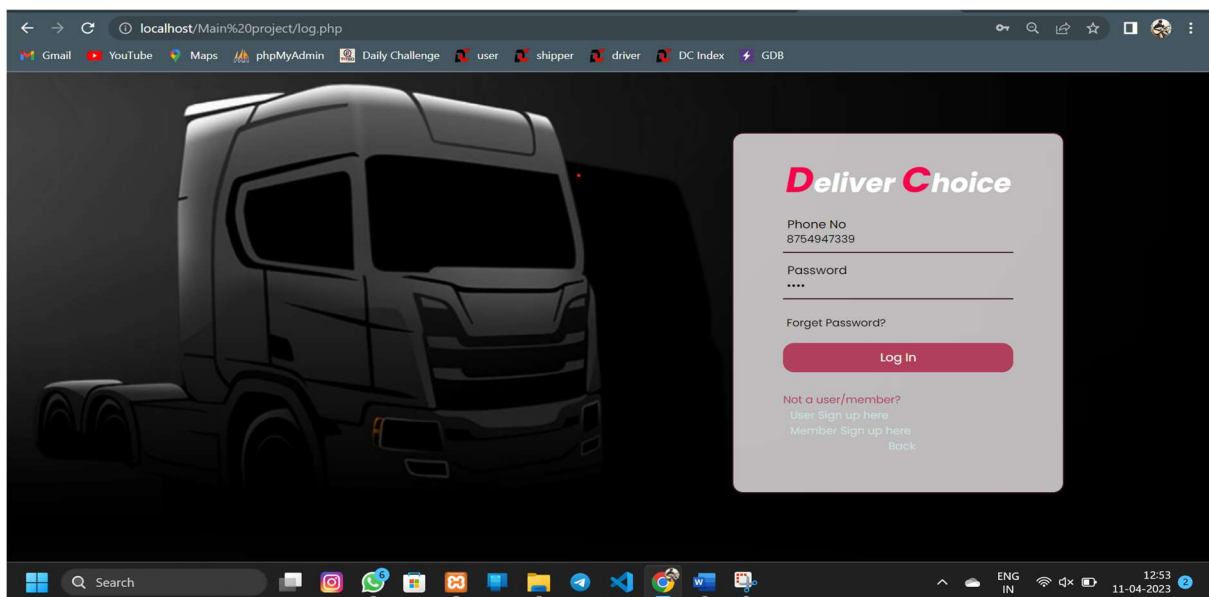 localhost/Main%20project/log.php
Gmail YouTube Maps phpMyAdmin Daily Challenge user shipper driver DC Index GDB
Deliver Choice
Phone No
8754947339
Password
••••
Forget Password?
Log In
Not a user/member?
User Sign up here
Member Sign up here
Back
Search
6
W
ENG
IN
12:53
11-04-2023
2